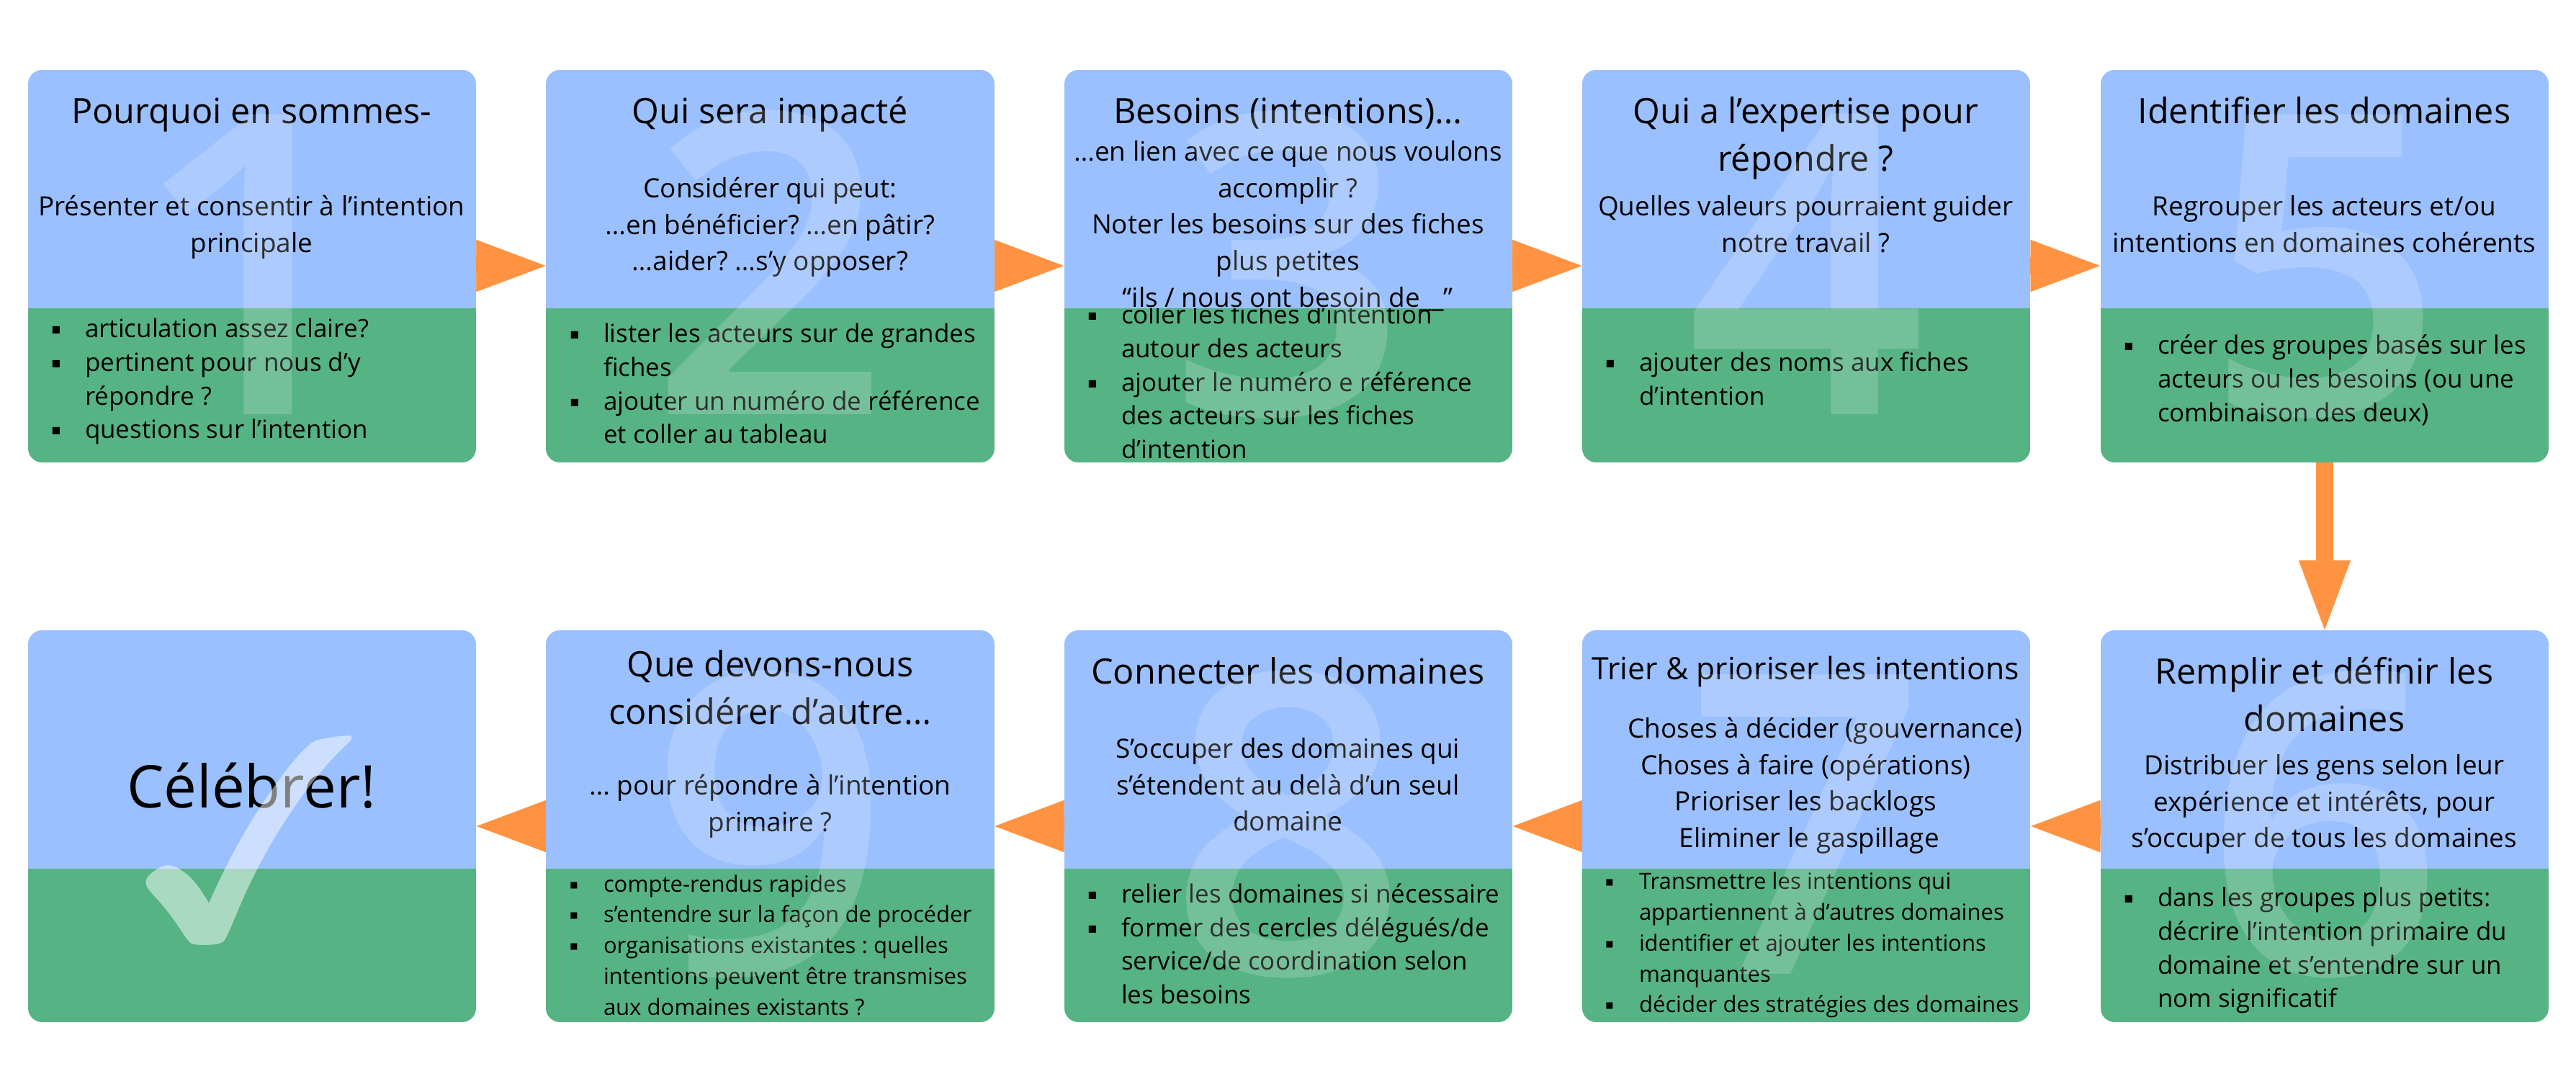 1
Pourquoi en sommes-
Présenter et consentir à l’intention
principale
▪ articulation assez claire?
▪ pertinent pour nous d’y
répondre ?
▪ questions sur l’intention
2
Qui sera impacté
Considérer qui peut:
...en bénéficier? ...en pâtir?
...aider? ...s’y opposer?
▪ lister les acteurs sur de grandes
fiches
▪ ajouter un numéro de référence
et coller au tableau
3
Besoins (intentions)...
...en lien avec ce que nous voulons
accomplir ?
Noter les besoins sur des fiches
plus petites
“ils / nous ont besoin de__”
▪ coller les fiches d’intention
autour des acteurs
▪ ajouter le numéro e référence
des acteurs sur les fiches
d’intention
4
Qui a l’expertise pour
répondre ?
Quelles valeurs pourraient guider
notre travail ?
▪ ajouter des noms aux fiches
d’intention
5
Identifier les domaines
Regrouper les acteurs et/ou
intentions en domaines cohérents
▪ créer des groupes basés sur les
acteurs ou les besoins (ou une
combinaison des deux)
6
Remplir et définir les
domaines
Distribuer les gens selon leur
expérience et intérêts, pour
s’occuper de tous les domaines
▪ dans les groupes plus petits:
décrire l’intention primaire du
domaine et s’entendre sur un
nom significatif
7
Trier & prioriser les intentions
Choses à décider (gouvernance)
Choses à faire (opérations)
Prioriser les backlogs
Eliminer le gaspillage
▪ Transmettre les intentions qui
appartiennent à d’autres domaines
▪ identifier et ajouter les intentions
manquantes
▪ décider des stratégies des domaines
8
Connecter les domaines
S’occuper des domaines qui
s’étendent au delà d’un seul
domaine
▪ relier les domaines si nécessaire
▪ former des cercles délégués/de
service/de coordination selon
les besoins
9
Que devons-nous
considérer d’autre...
... pour répondre à l’intention
primaire ?
▪ compte-rendus rapides
▪ s’entendre sur la façon de procéder
▪ organisations existantes : quelles
intentions peuvent être transmises
aux domaines existants ?
✓
Célébrer!